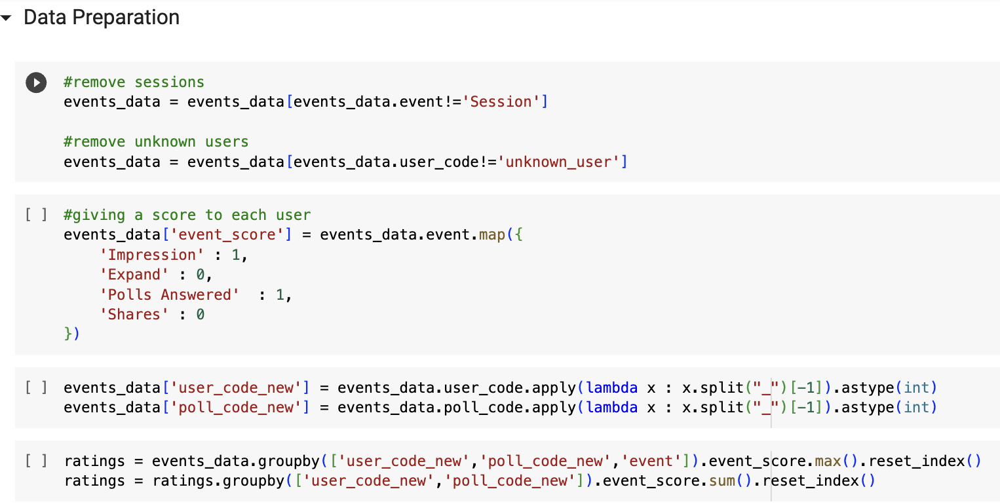 Data Preparation
#remove sessions
events_data = events_data[events_data.event!='Session']
#remove unknown users
events_data = events_data[events_data.user_code!='unknown_user']
[ ] #giving a score to each user
events_data['event_score'] = events_data.event.map({
'Impression' : 1,
'Expand' : 0,
'Polls Answered'  : 1,
'Shares' : 0
})
[ ] events_data['user_code_new'] = events_data.user_code.apply(lambda x : x.split("_")[-1]).astype(int)
events_data['poll_code_new'] = events_data.poll_code.apply(lambda x : x.split("_")[-1]).astype(int)
[ ] ratings = events_data.groupby(['user_code_new','poll_code_new','event']).event_score.max().reset_index()
ratings = ratings.groupby(['user_code_new','poll_code_new']).event_score.sum().reset_index()